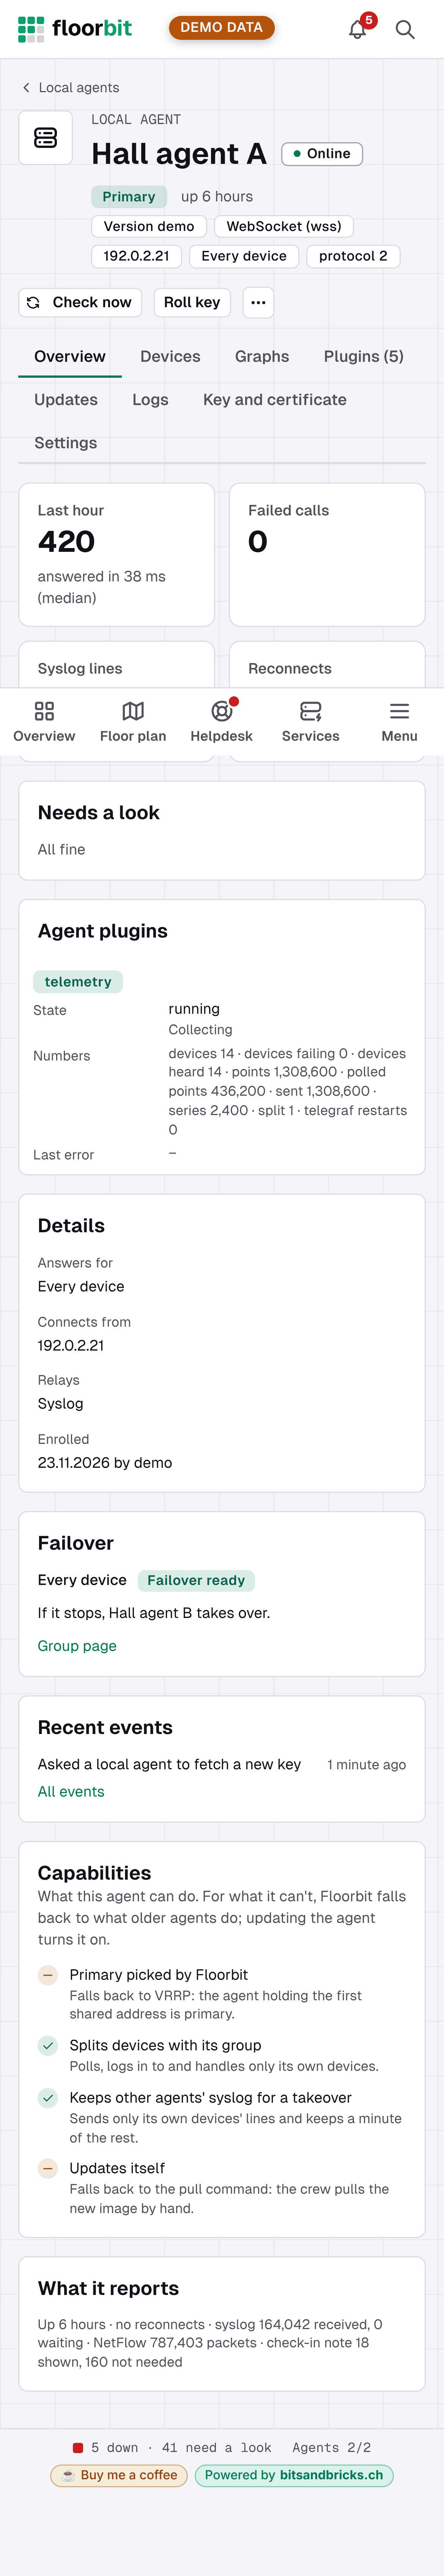 floorbit
DEMO DATA
5
Local agents
LOCAL AGENT
Hall agent A
Online
Primary
up 6 hours
Version demo
WebSocket (wss)
192.0.2.21
Every device
protocol 2
Check now
Roll key
Overview
Devices
Graphs
Plugins (5)
Updates
Logs
Key and certificate
Settings
Last hour
420
answered in 38 ms
(median)
Failed calls
0
Syslog lines
Reconnects
Overview
Floor plan
Helpdesk
Services
Menu
Needs a look
All fine
Agent plugins
telemetry
State
running
Collecting
Numbers
devices 14 · devices failing 0 · devices
heard 14 · points 1,308,600 · polled
points 436,200 · sent 1,308,600 ·
series 2,400 · split 1 · telegraf restarts
0
Last error
–
Details
Answers for
Every device
Connects from
192.0.2.21
Relays
Syslog
Enrolled
23.11.2026 by demo
Failover
Every device
Failover ready
If it stops, Hall agent B takes over.
Group page
Recent events
Asked a local agent to fetch a new key
1 minute ago
All events
Capabilities
What this agent can do. For what it can't, Floorbit falls
back to what older agents do; updating the agent
turns it on.
Primary picked by Floorbit
Falls back to VRRP: the agent holding the first
shared address is primary.
Splits devices with its group
Polls, logs in to and handles only its own devices.
Keeps other agents' syslog for a takeover
Sends only its own devices' lines and keeps a minute
of the rest.
Updates itself
Falls back to the pull command: the crew pulls the
new image by hand.
What it reports
Up 6 hours · no reconnects · syslog 164,042 received, 0
waiting · NetFlow 787,403 packets · check-in note 18
shown, 160 not needed
5 down · 41 need a look
Agents 2/2
Buy me a coffee
Powered by bitsandbricks.ch